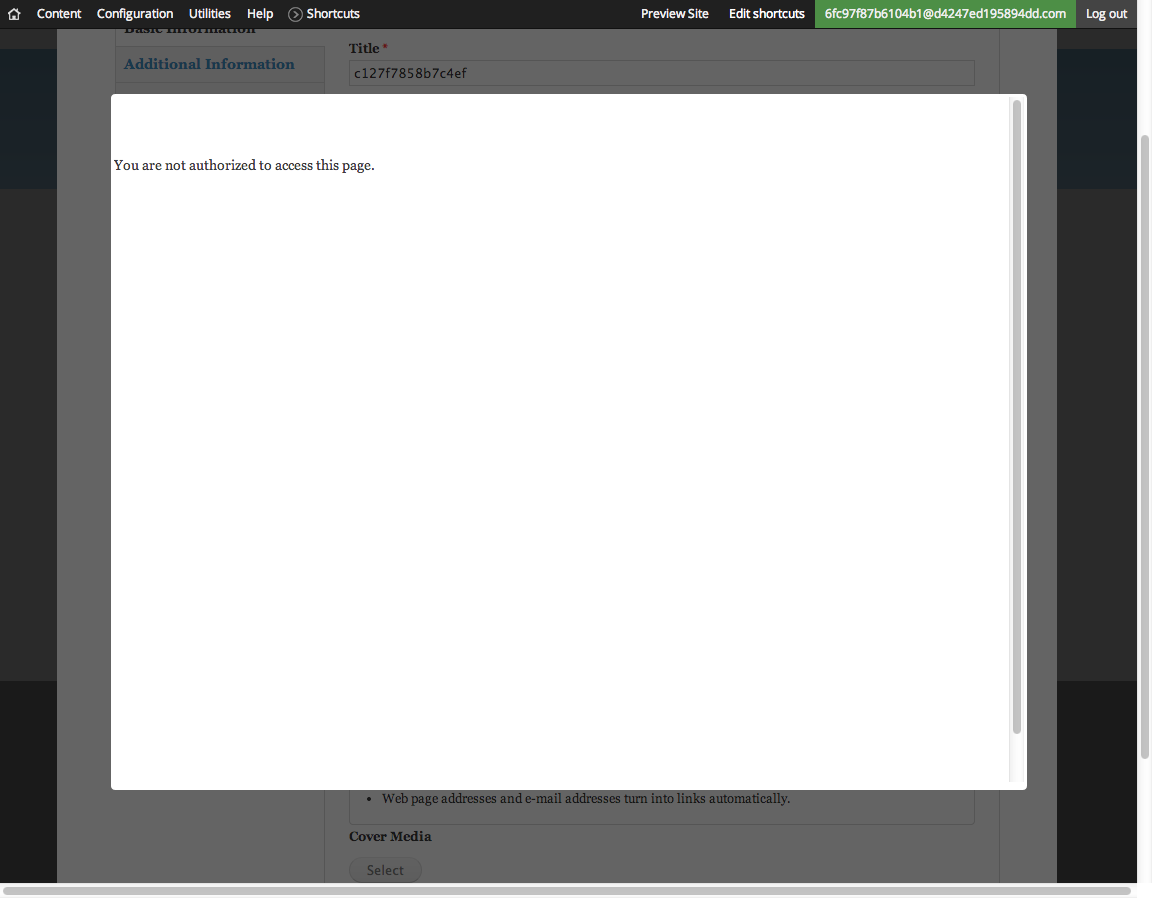 Content Configuration Utilities Help Shortcuts Preview Site Edit shortcuts 6fc97f87b6104b1@d4247ed195894dd.com Log out
Basic Information
Additional Information
Title *
c127f7858b7c4ef
You are not authorized to access this page.
• Web page addresses and e-mail addresses turn into links automatically.
Cover Media
Select